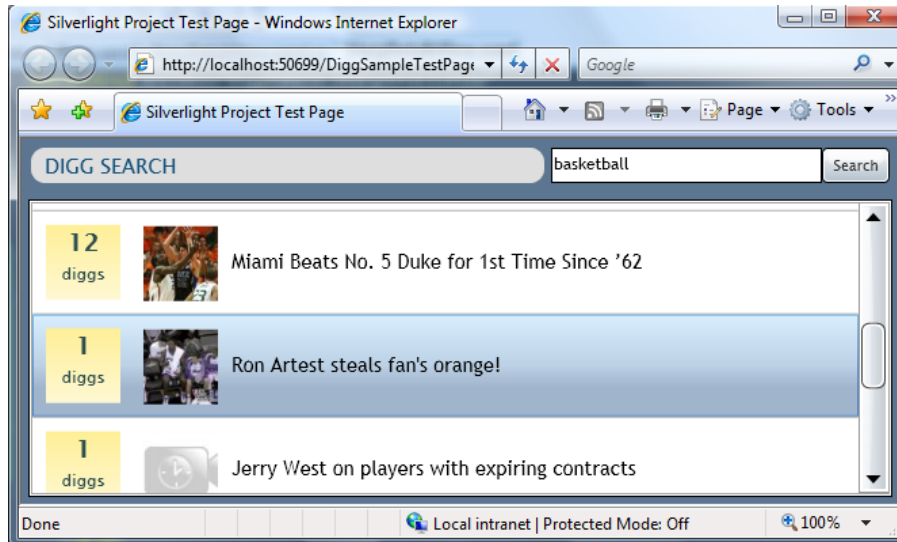 Silverlight Project Test Page - Windows Internet Explorer
http://localhost:50699/DiggSampleTestPage
Google
Silverlight Project Test Page
Page
Tools
»
DIGG SEARCH
basketball
Search
12
diggs
Miami Beats No. 5 Duke for 1st Time Since ’62
1
diggs
Ron Artest steals fan's orange!
1
diggs
Jerry West on players with expiring contracts
Done
Local intranet | Protected Mode: Off
100%